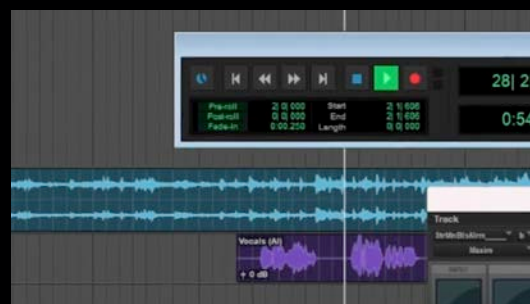 28| 2
Pre-roll 2| 0| 000 Start 2| 1| 606
Post-roll 0| 0| 000 End 2| 1| 606
Fade-in 0:00.250 Length 0| 0| 000
0:54
Track
Vocals (AI)
Maxim
+ 0 dB